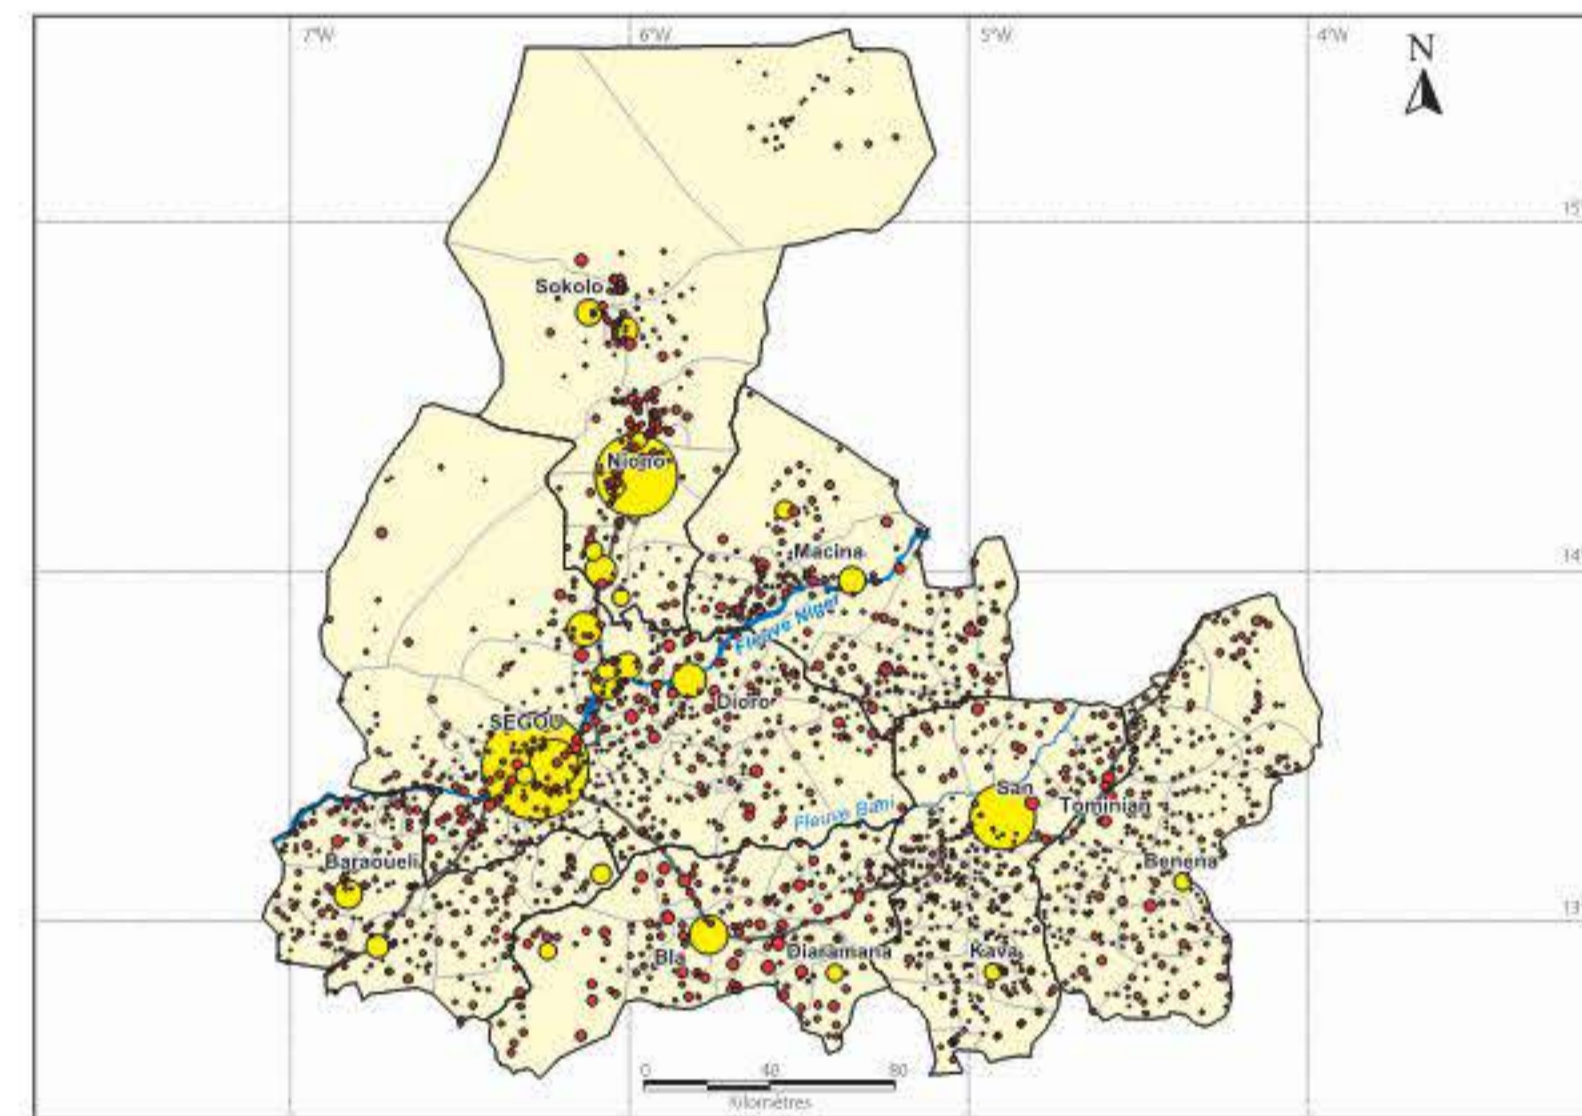 7°W
6°W
5°W
4°W
N
15
Sokolo
Niono
14
Macina
Fleuve Niger
Dioro
SEGOU
San
Tominian
Fleuve Bani
Baraoueli
Benena
13
Bla
Diaramana
Kava
0 40 80
Kilomètres